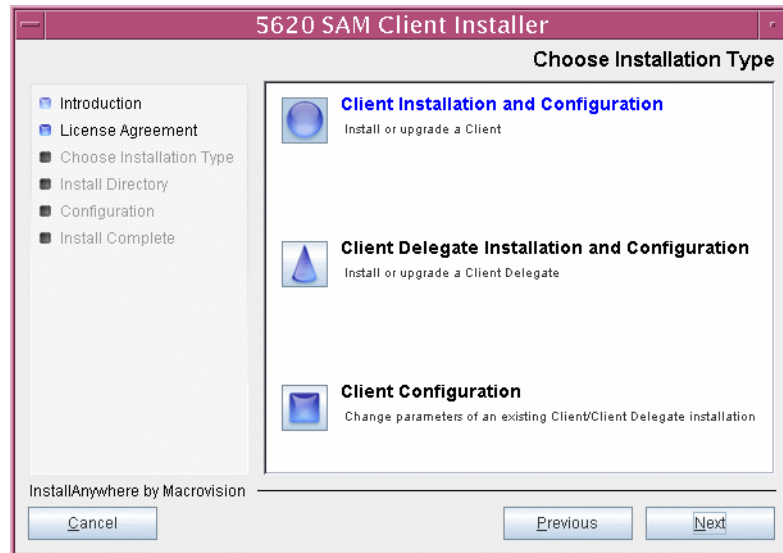 5620 SAM Client Installer
Choose Installation Type
Introduction
License Agreement
Choose Installation Type
Install Directory
Configuration
Install Complete
Client Installation and Configuration
Install or upgrade a Client
Client Delegate Installation and Configuration
Install or upgrade a Client Delegate
Client Configuration
Change parameters of an existing Client/Client Delegate installation
InstallAnywhere by Macrovision
Cancel
Previous
Next